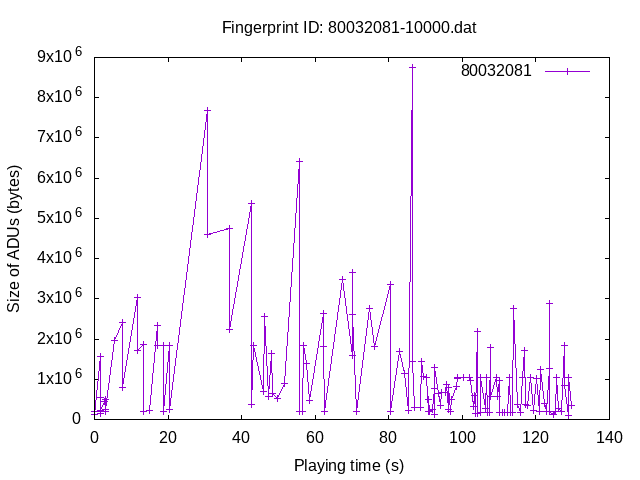 Fingerprint ID: 80032081-10000.dat
80032081
9x10^6
8x10^6
7x10^6
6x10^6
5x10^6
4x10^6
3x10^6
2x10^6
1x10^6
0
Size of ADUs (bytes)
0 20 40 60 80 100 120 140
Playing time (s)